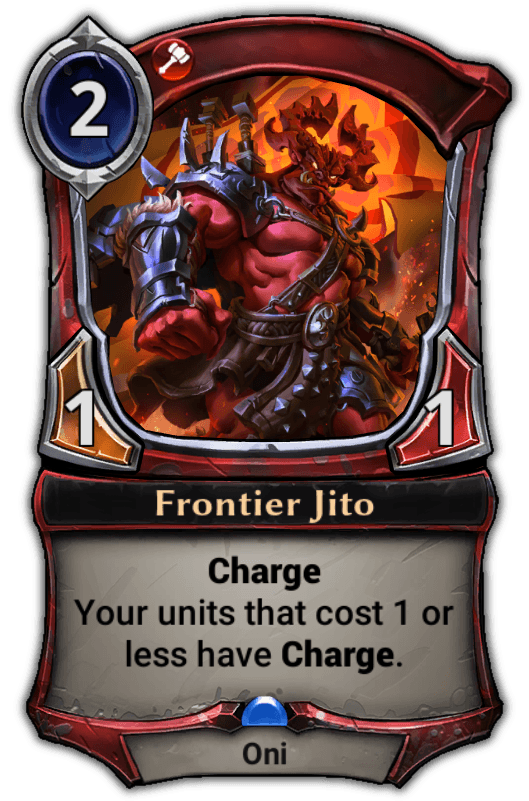 2
1
1
Frontier Jito
Charge
Your units that cost 1 or
less have Charge.
Oni